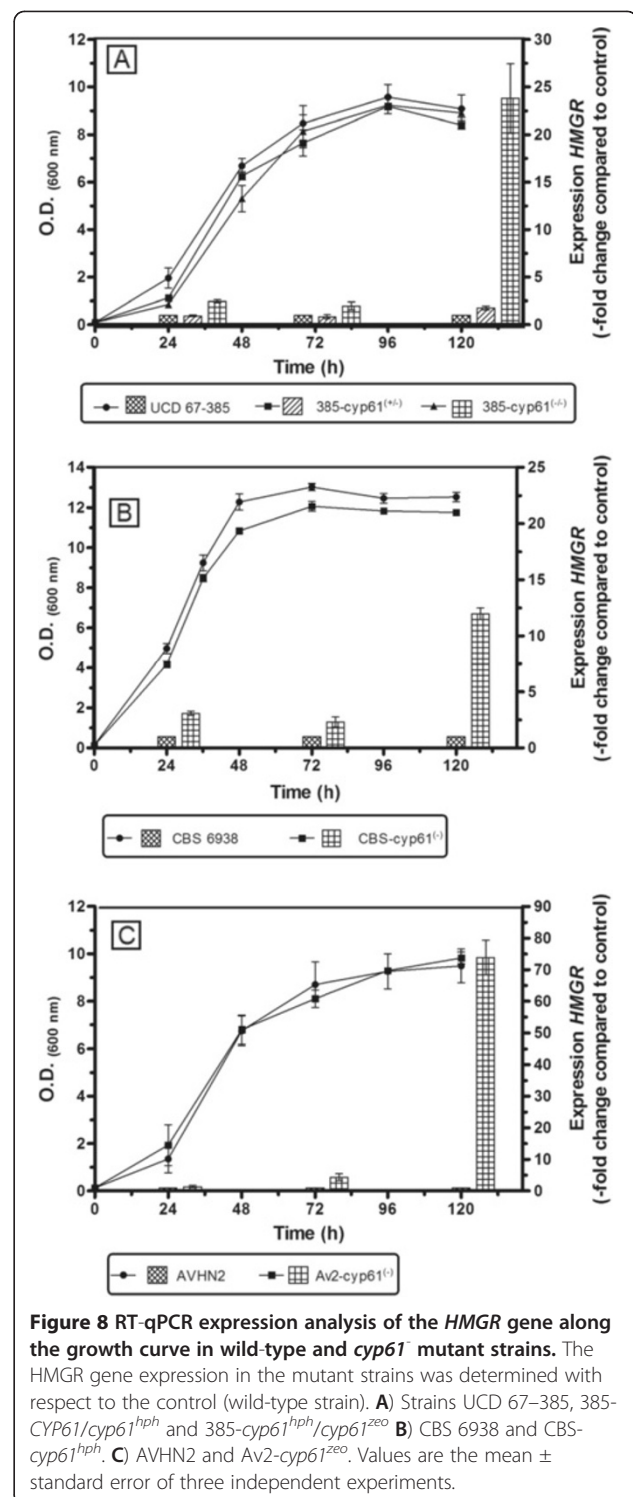 A
12
10
8
6
4
2
0
O.D. (600 nm)
30
25
20
15
10
5
0
Expression HMGR
(-fold change compared to control)
0 24 48 72 96 120
Time (h)
UCD 67-385 385-cyp61(+/-) 385-cyp61(-/-)
B
14
12
10
8
6
4
2
0
O.D. (600 nm)
25
20
15
10
5
0
Expression HMGR
(-fold change compared to control)
0 24 48 72 96 120
Time (h)
CBS 6938 CBS-cyp61(-)
C
12
10
8
6
4
2
0
O.D. (600 nm)
90
80
70
60
50
40
30
20
10
0
Expression HMGR
(-fold change compared to control)
0 24 48 72 96 120
Time (h)
AVHN2 Av2-cyp61(-)
Figure 8 RT-qPCR expression analysis of the HMGR gene along
the growth curve in wild-type and cyp61- mutant strains. The
HMGR gene expression in the mutant strains was determined with
respect to the control (wild-type strain). A) Strains UCD 67–385, 385-
CYP61/cyp61hph and 385-cyp61hph/cyp61zeo B) CBS 6938 and CBS-
cyp61hph. C) AVHN2 and Av2-cyp61zeo. Values are the mean ±
standard error of three independent experiments.